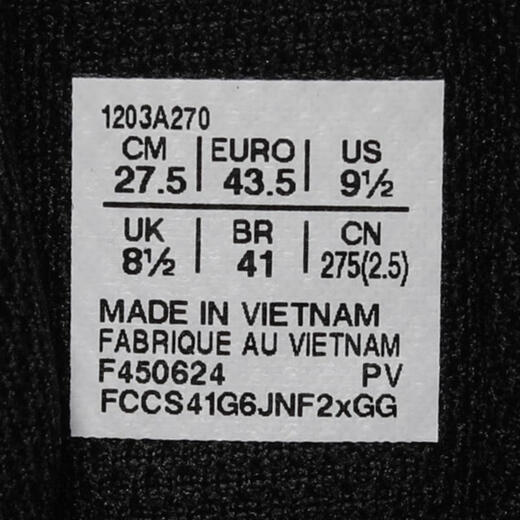 1203A270
CM | EURO | US
27.5 | 43.5 | 9½
UK | BR | CN
8½ | 41 | 275(2.5)
MADE IN VIETNAM
FABRIQUE AU VIETNAM
F450624 PV
FCCS41G6JNF2xGG